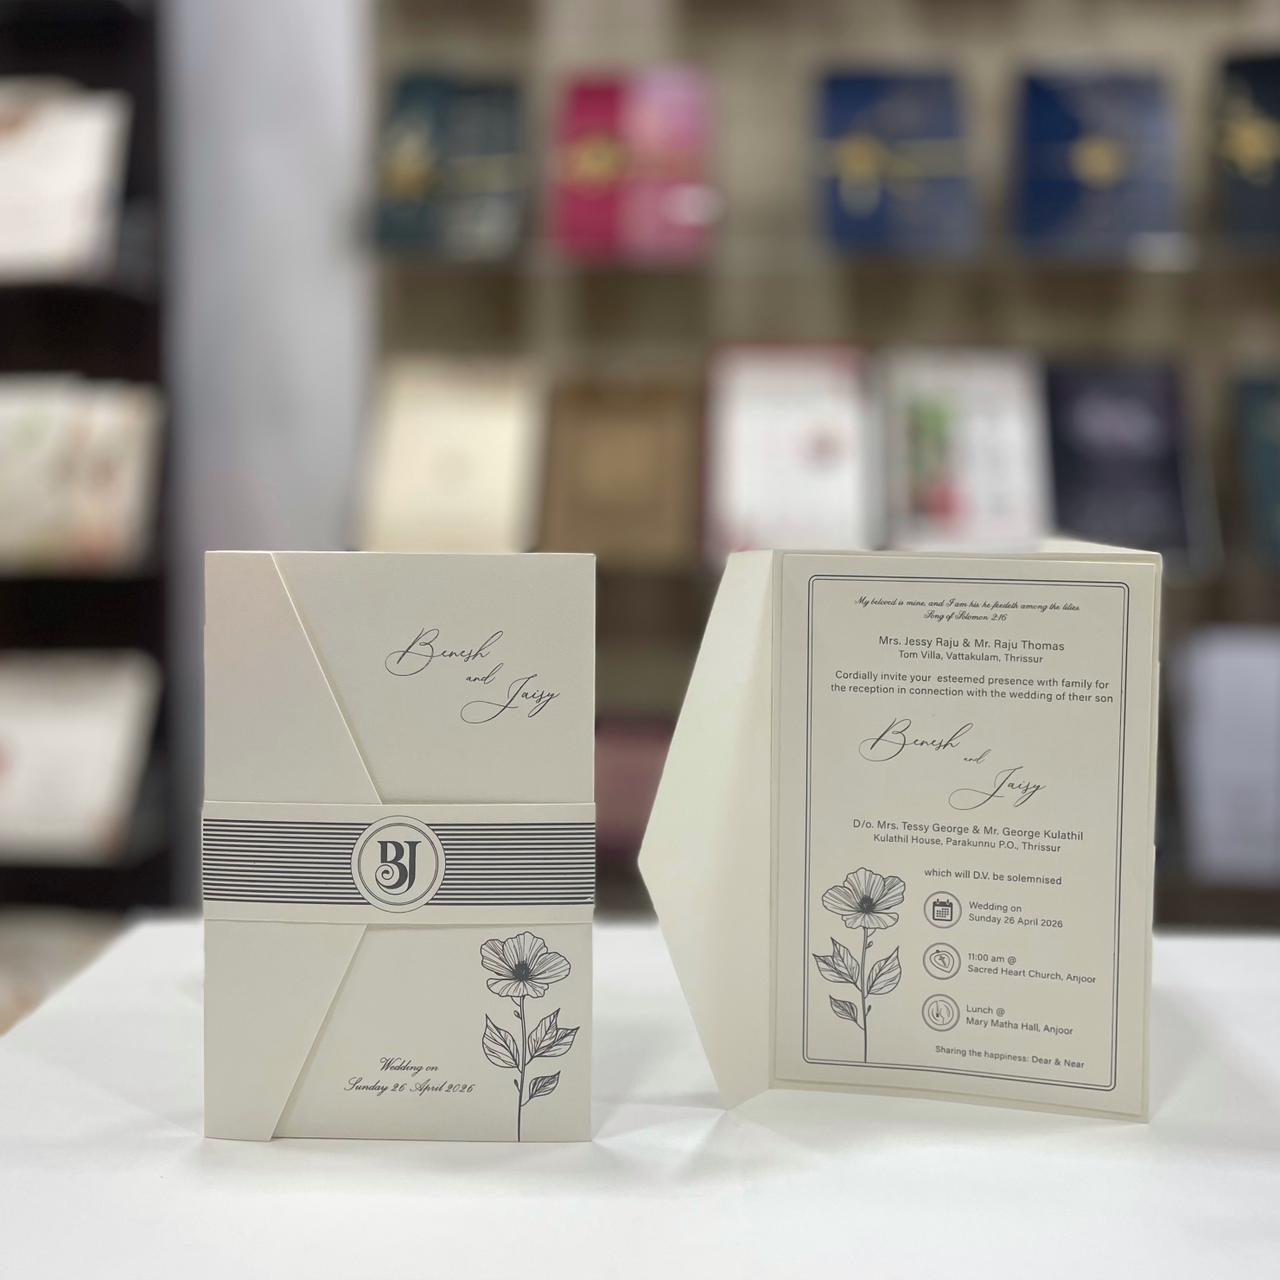 Benesh
and
Jaisy
BJ
Wedding on
Sunday 26 April 2026
My beloved is mine, and I am his he feedeth among the lilies
Song of Solomon 2:16
Mrs. Jessy Raju & Mr. Raju Thomas
Tom Villa, Vattakulam, Thrissur
Cordially invite your esteemed presence with family for
the reception in connection with the wedding of their son
Benesh
and
Jaisy
D/o. Mrs. Tessy George & Mr. George Kulathil
Kulathil House, Parakunnu P.O., Thrissur
which will D.V. be solemnised
Wedding on
Sunday 26 April 2026
11:00 am @
Sacred Heart Church, Anjoor
Lunch @
Mary Matha Hall, Anjoor
Sharing the happiness: Dear & Near